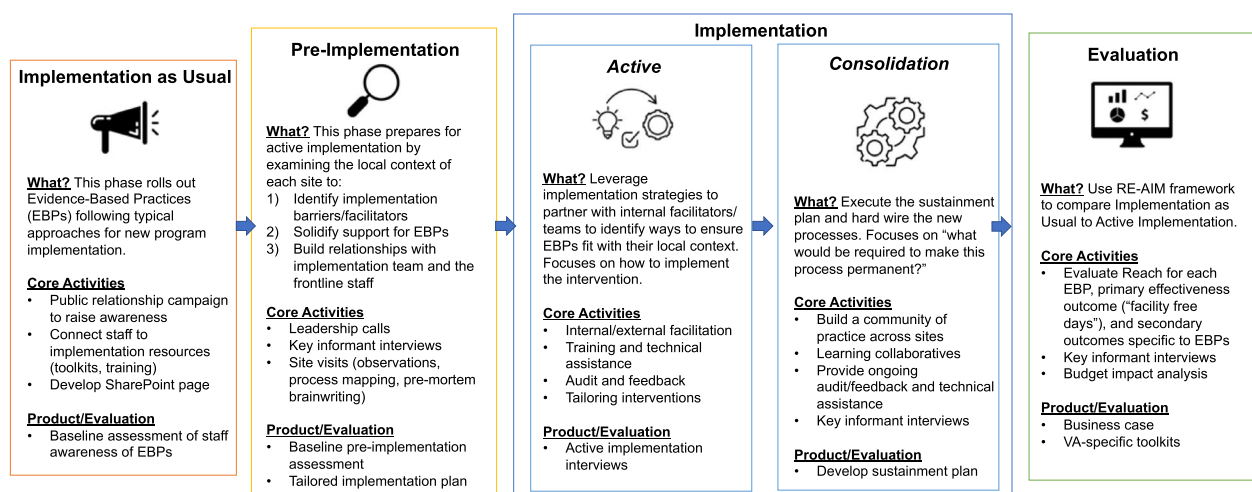 Implementation as Usual
What? This phase rolls out
Evidence-Based Practices
(EBPs) following typical
approaches for new program
implementation.
Core Activities
• Public relationship campaign
to raise awareness
• Connect staff to
implementation resources
(toolkits, training)
• Develop SharePoint page
Product/Evaluation
• Baseline assessment of staff
awareness of EBPs
Pre-Implementation
What? This phase prepares for
active implementation by
examining the local context of
each site to:
1) Identify implementation
barriers/facilitators
2) Solidify support for EBPs
3) Build relationships with
implementation team and the
frontline staff
Core Activities
• Leadership calls
• Key informant interviews
• Site visits (observations,
process mapping, pre-mortem
brainwriting)
Product/Evaluation
• Baseline pre-implementation
assessment
• Tailored implementation plan
Implementation
Active
What? Leverage
implementation strategies to
partner with internal facilitators/
teams to identify ways to ensure
EBPs fit with their local context.
Focuses on how to implement
the intervention.
Core Activities
• Internal/external facilitation
• Training and technical
assistance
• Audit and feedback
• Tailoring interventions
Product/Evaluation
• Active implementation
interviews
Consolidation
What? Execute the sustainment
plan and hard wire the new
processes. Focuses on “what
would be required to make this
process permanent?”
Core Activities
• Build a community of
practice across sites
• Learning collaboratives
• Provide ongoing
audit/feedback and technical
assistance
• Key informant interviews
Product/Evaluation
• Develop sustainment plan
Evaluation
$
What? Use RE-AIM framework
to compare Implementation as
Usual to Active Implementation.
Core Activities
• Evaluate Reach for each
EBP, primary effectiveness
outcome (“facility free
days”), and secondary
outcomes specific to EBPs
• Key informant interviews
• Budget impact analysis
Product/Evaluation
• Business case
• VA-specific toolkits